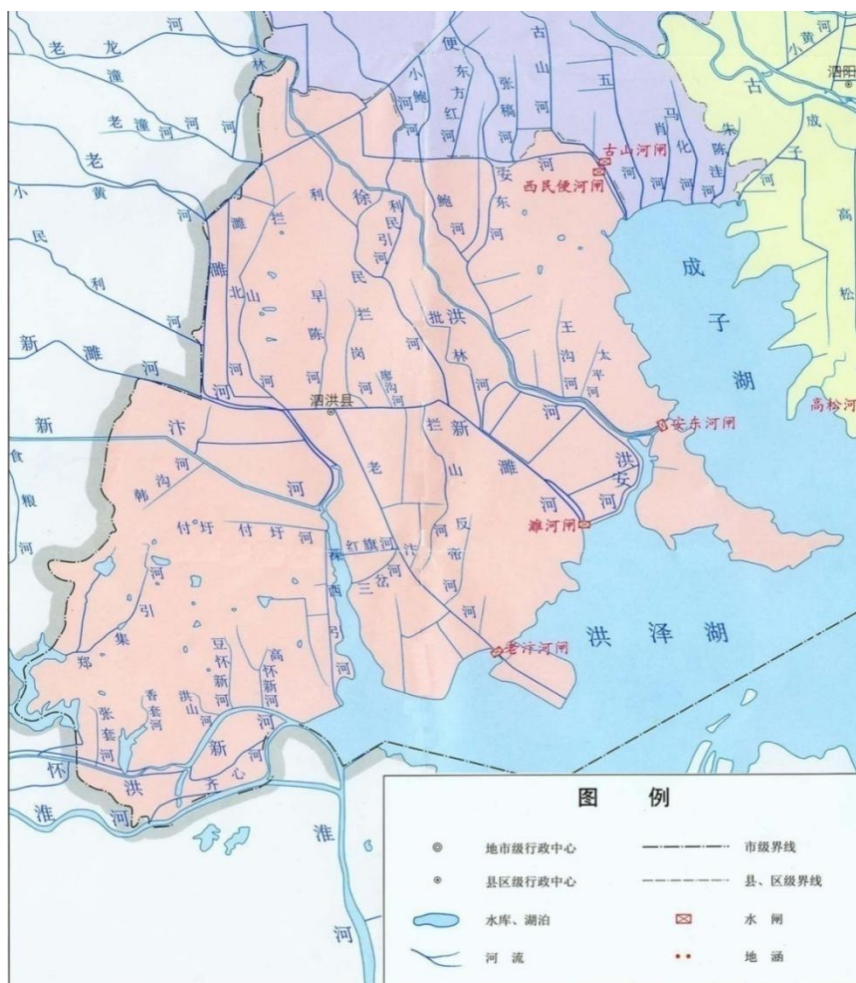 老龙河
潼河
老潼河
老
小黄河
民利河
新濉河
新汴河
食粮河
林
便
小鲍河
东方红河
张稿河
古山河
五河
肖河
马化河
朱陈洼河
古
小黄河
泗阳
成子河
高松
古山河闸
西民便河闸
成子湖
高松河
濉北河
濉河
拦山河
利民河
徐洪河
利民引河
鲍河
安东河
早陈河
拦岗河
廖沟河
批林河
王沟河
太平河
泗洪县
安东河闸
洪安河
新濉河
濉河闸
老汴河
拦山河
反帝河
红旗河
三岔河
韩沟河
付圩
付圩河
溧西引河
郑集引河
老汴河闸
洪泽湖
豆怀新河
高怀新河
香套河
洪山河
张套河
怀洪新河
齐心河
淮河
淮河
图 例
地市级行政中心
市级界线
县区级行政中心
县、区级界线
水库、湖泊
水 闸
河 流
地 涵